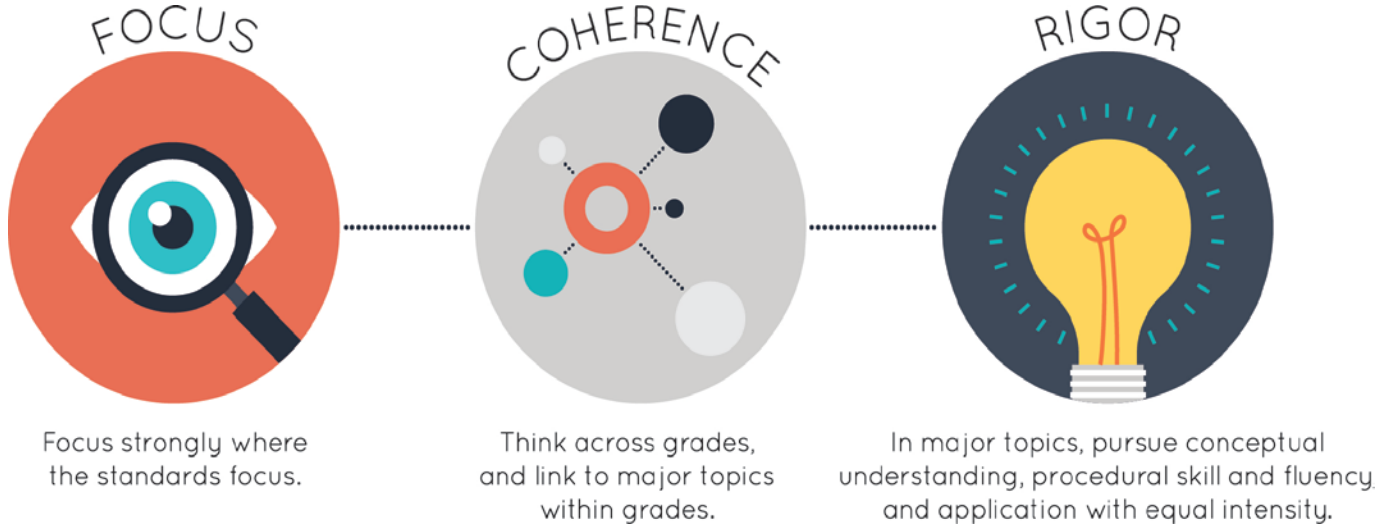 FOCUS
Focus strongly where
the standards focus.
COHERENCE
Think across grades,
and link to major topics
within grades.
RIGOR
In major topics, pursue conceptual
understanding, procedural skill and fluency,
and application with equal intensity.